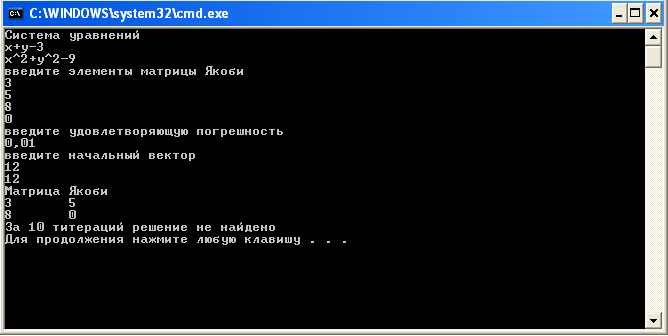 C:\WINDOWS\system32\cmd.exe
Система уравнений
x+y-3
x^2+y^2-9
введите элементы матрицы Якоби
3
5
8
0
введите удовлетворяющую погрешность
0,01
введите начальный вектор
12
12
Матрица Якоби
3 5
8 0
За 10 титераций решение не найдено
Для продолжения нажмите любую клавишу . . .